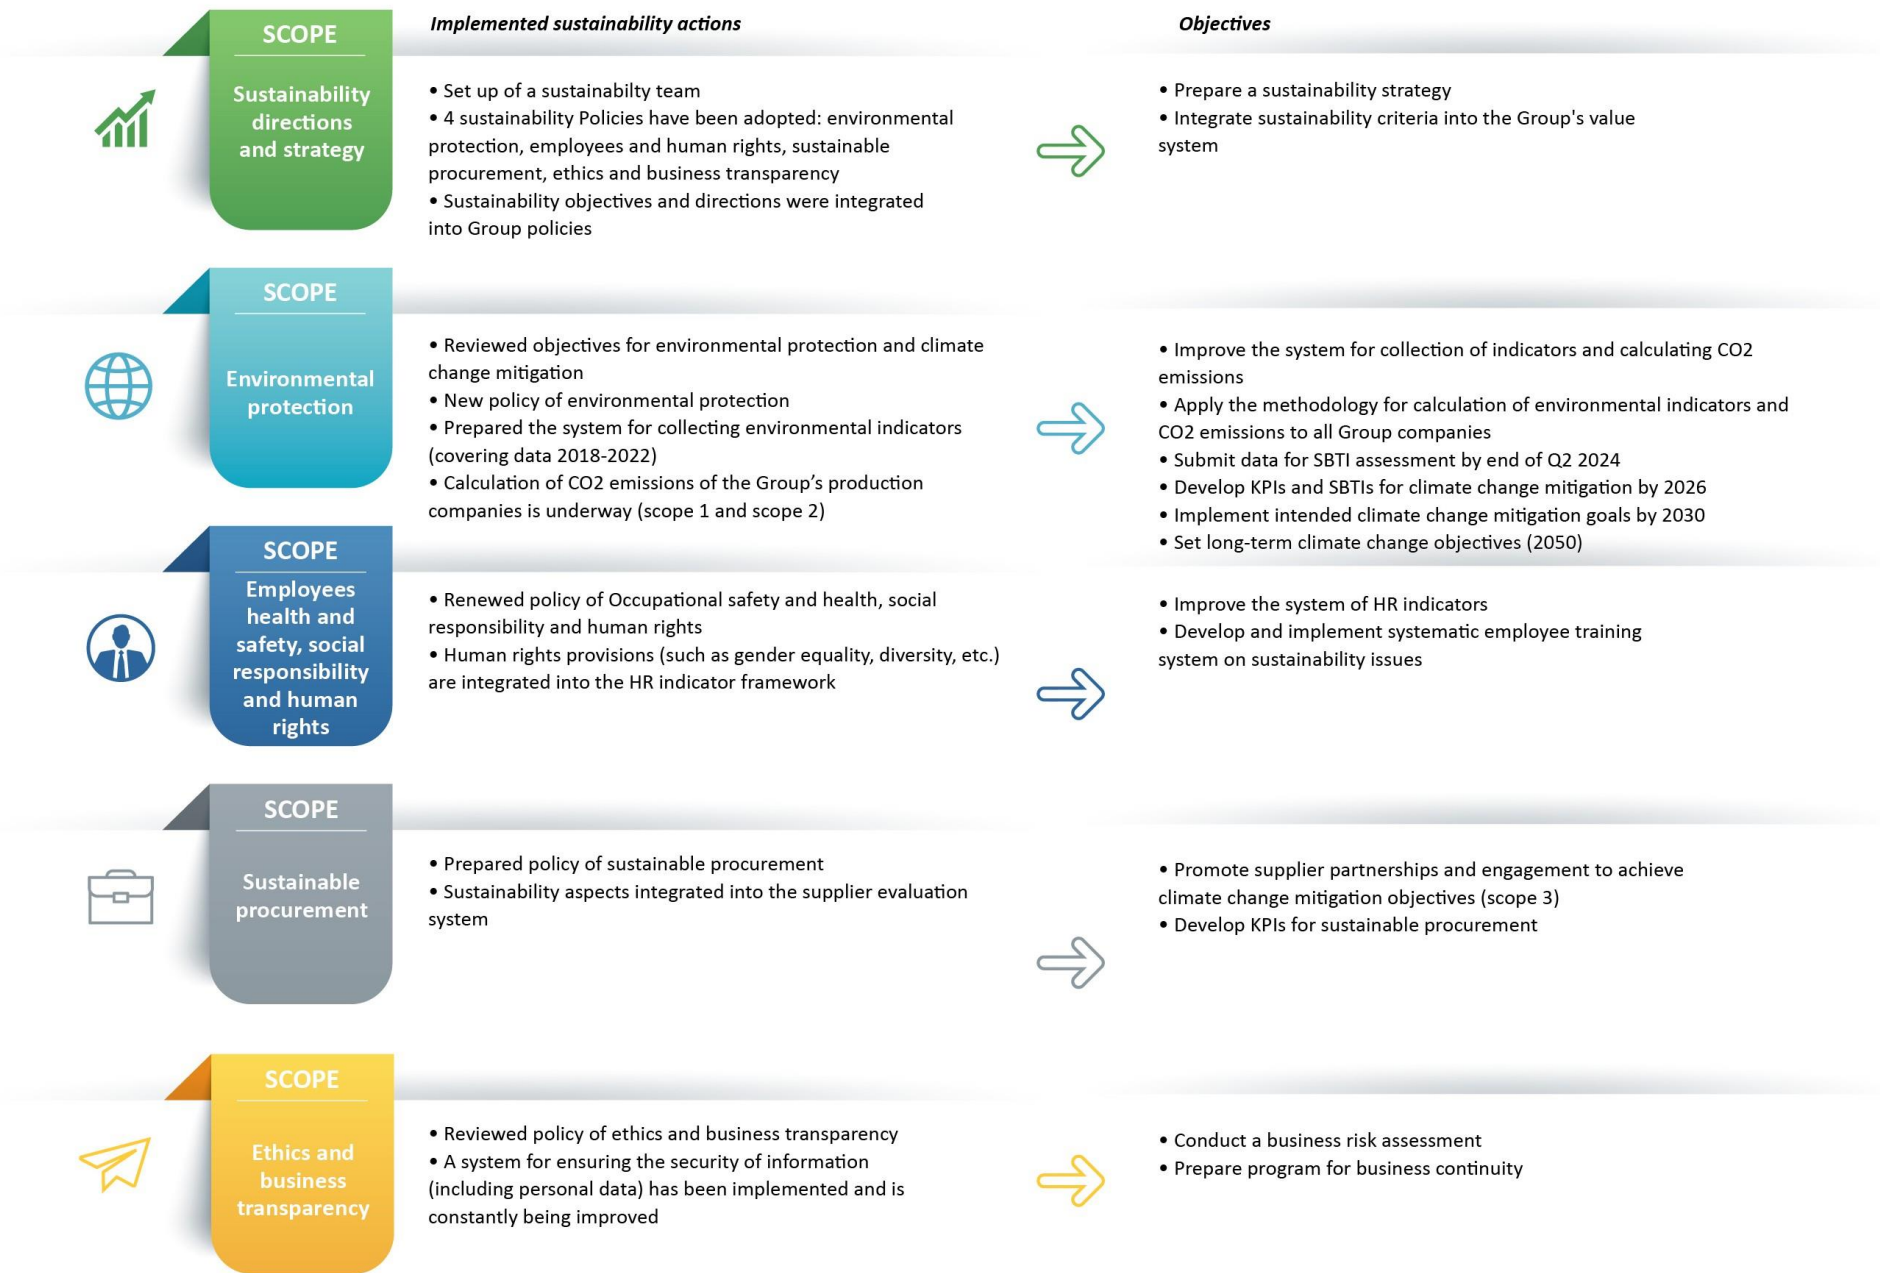 Implemented sustainability actions
Objectives
SCOPE
Sustainability
directions
and strategy
• Set up of a sustainabilty team
• 4 sustainability Policies have been adopted: environmental
protection, employees and human rights, sustainable
procurement, ethics and business transparency
• Sustainability objectives and directions were integrated
into Group policies
• Prepare a sustainability strategy
• Integrate sustainability criteria into the Group's value
system
SCOPE
Environmental
protection
• Reviewed objectives for environmental protection and climate
change mitigation
• New policy of environmental protection
• Prepared the system for collecting environmental indicators
(covering data 2018-2022)
• Calculation of CO2 emissions of the Group’s production
companies is underway (scope 1 and scope 2)
• Improve the system for collection of indicators and calculating CO2
emissions
• Apply the methodology for calculation of environmental indicators and
CO2 emissions to all Group companies
• Submit data for SBTI assessment by end of Q2 2024
• Develop KPIs and SBTIs for climate change mitigation by 2026
• Implement intended climate change mitigation goals by 2030
• Set long-term climate change objectives (2050)
SCOPE
Employees
health and
safety, social
responsibility
and human
rights
• Renewed policy of Occupational safety and health, social
responsibility and human rights
• Human rights provisions (such as gender equality, diversity, etc.)
are integrated into the HR indicator framework
• Improve the system of HR indicators
• Develop and implement systematic employee training
system on sustainability issues
SCOPE
Sustainable
procurement
• Prepared policy of sustainable procurement
• Sustainability aspects integrated into the supplier evaluation
system
• Promote supplier partnerships and engagement to achieve
climate change mitigation objectives (scope 3)
• Develop KPIs for sustainable procurement
SCOPE
Ethics and
business
transparency
• Reviewed policy of ethics and business transparency
• A system for ensuring the security of information
(including personal data) has been implemented and is
constantly being improved
• Conduct a business risk assessment
• Prepare program for business continuity